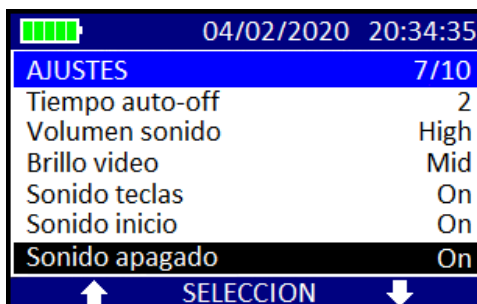 04/02/2020 20:34:35
AJUSTES 7/10
Tiempo auto-off 2
Volumen sonido High
Brillo video Mid
Sonido teclas On
Sonido inicio On
Sonido apagado On
SELECCION